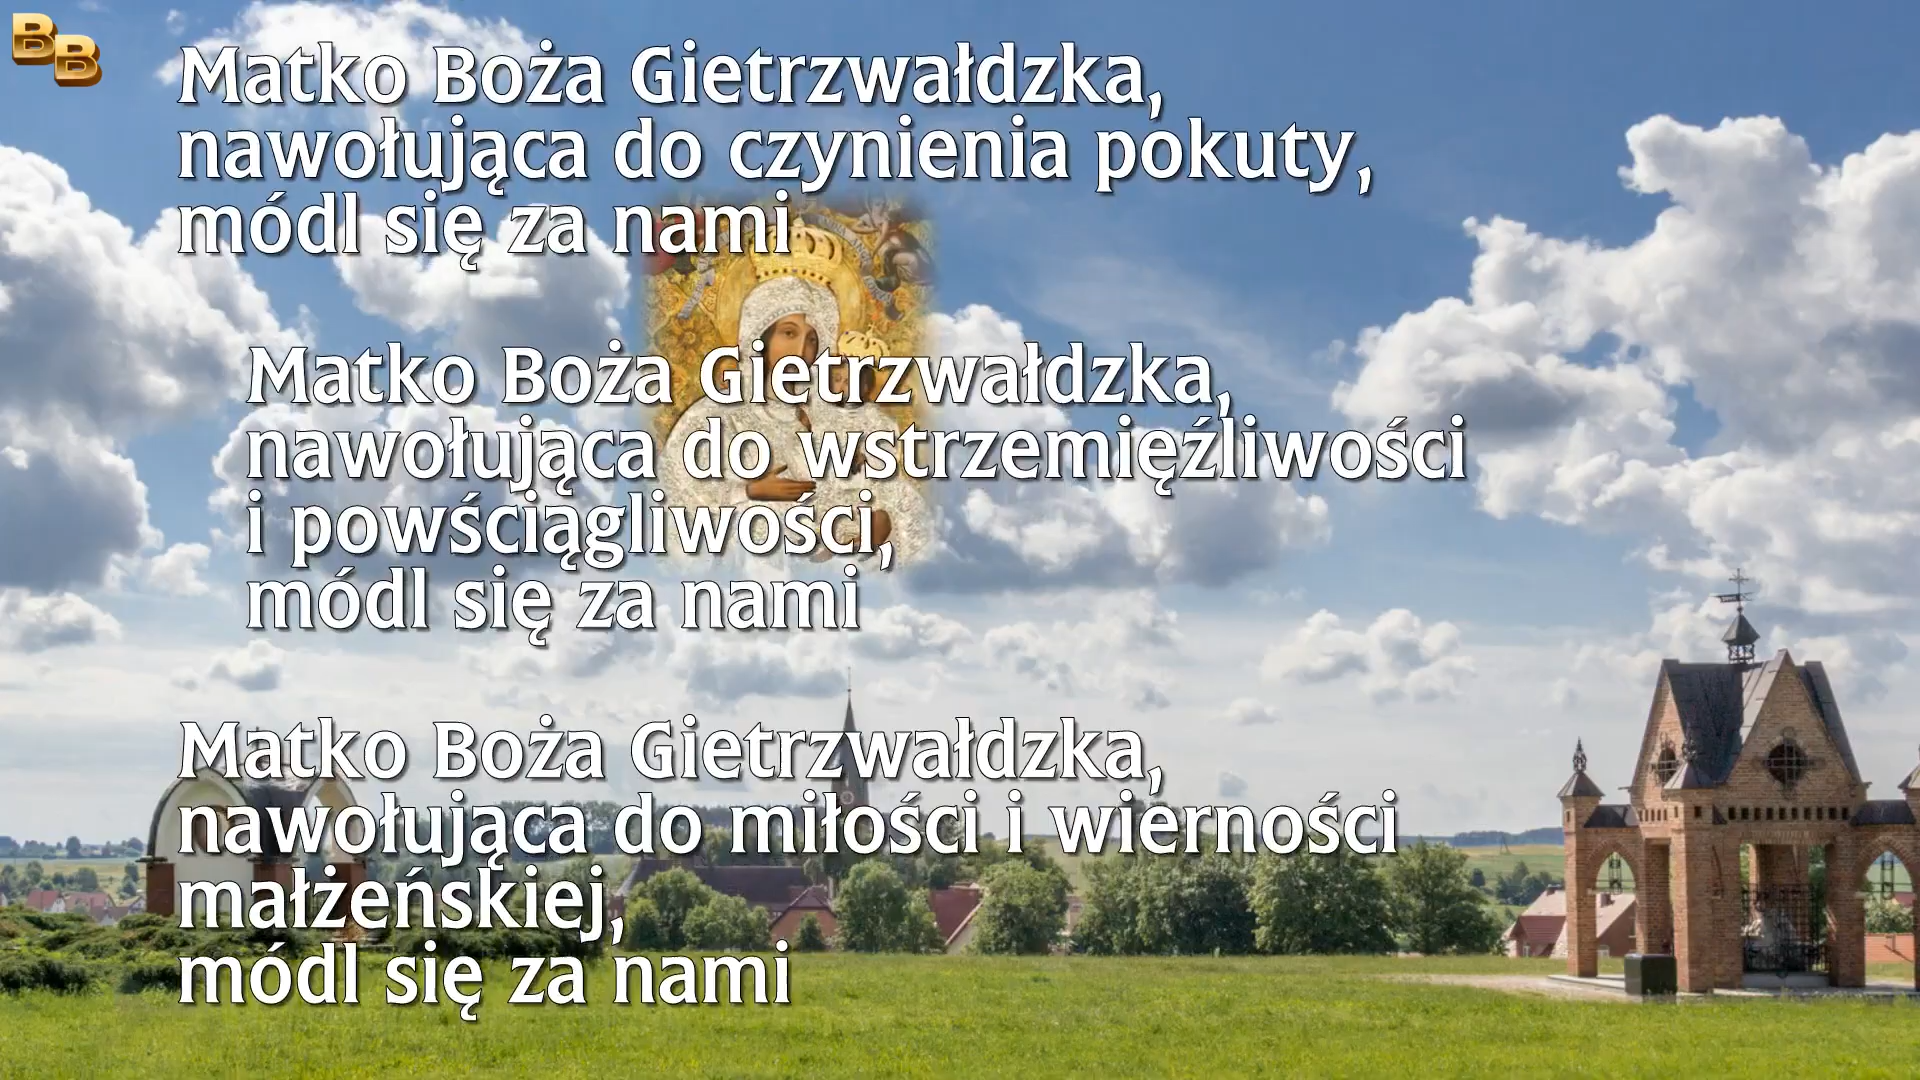 BB
Matko Boża Gietrzwałdzka,
nawołująca do czynienia pokuty,
módl się za nami
Matko Boża Gietrzwałdzka,
nawołująca do wstrzemięźliwości
i powściągliwości,
módl się za nami
Matko Boża Gietrzwałdzka,
nawołująca do miłości i wierności
małżeńskiej,
módl się za nami